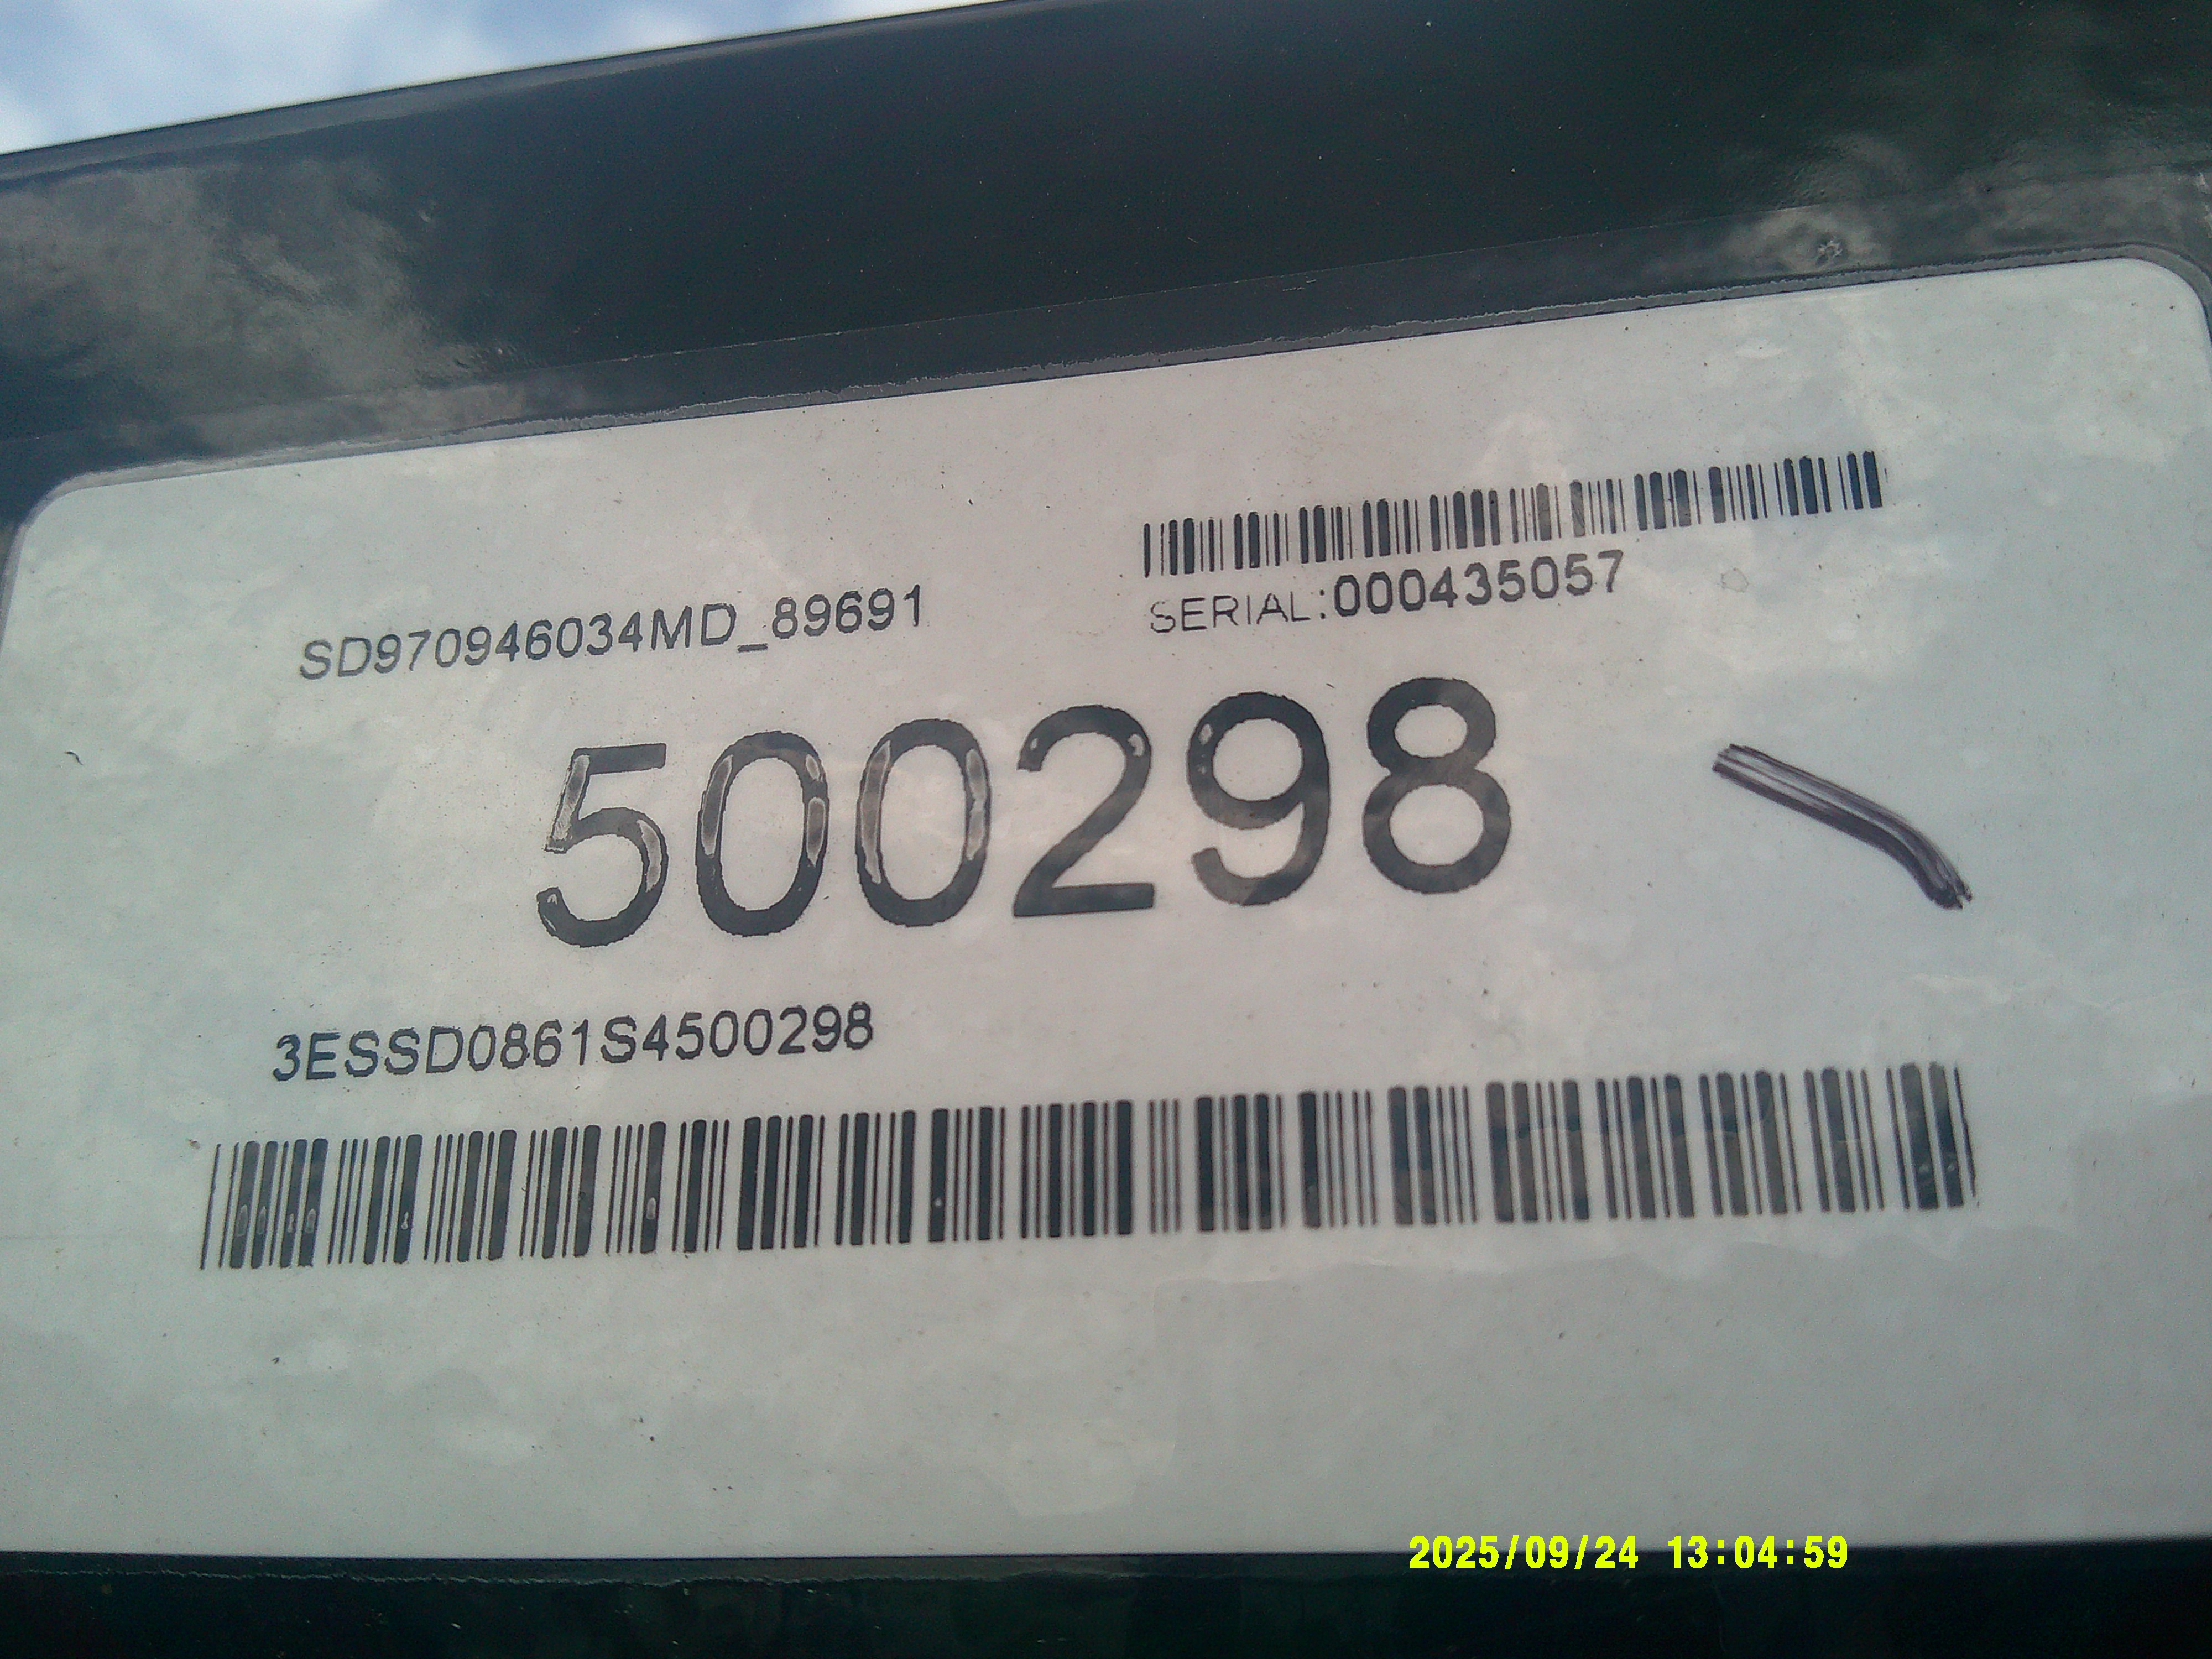 SD970946034MD_89691
SERIAL:000435057
500298
3ESSD0861S4500298
2025/09/24 13:04:59